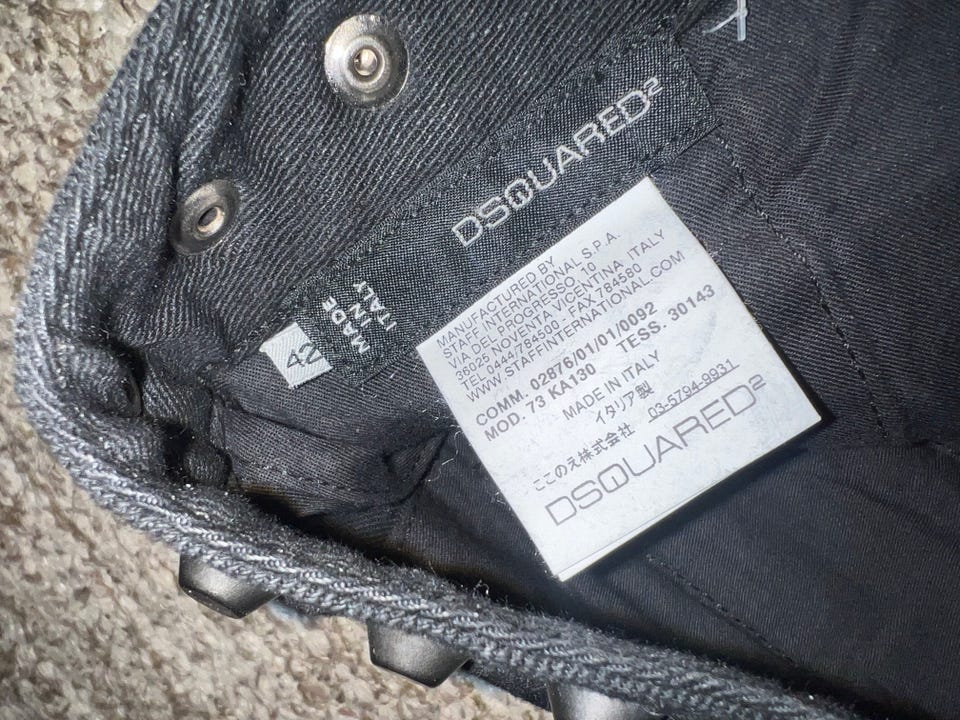 DSQUARED2
MADE
IN
ITALY
42
MANUFACTURED BY
STAFF INTERNATIONAL S.P.A.
VIA DEL PROGRESSO, 10
36025 NOVENTA VICENTINA ITALY
TEL 0444/784500 - FAX 784580
WWW.STAFFINTERNATIONAL.COM
COMM. 02876/01/01/0092
MOD. 73 KA130 TESS. 30143
MADE IN ITALY
イタリア製
ここのえ株式会社 03-5794-9931
DSQUARED2